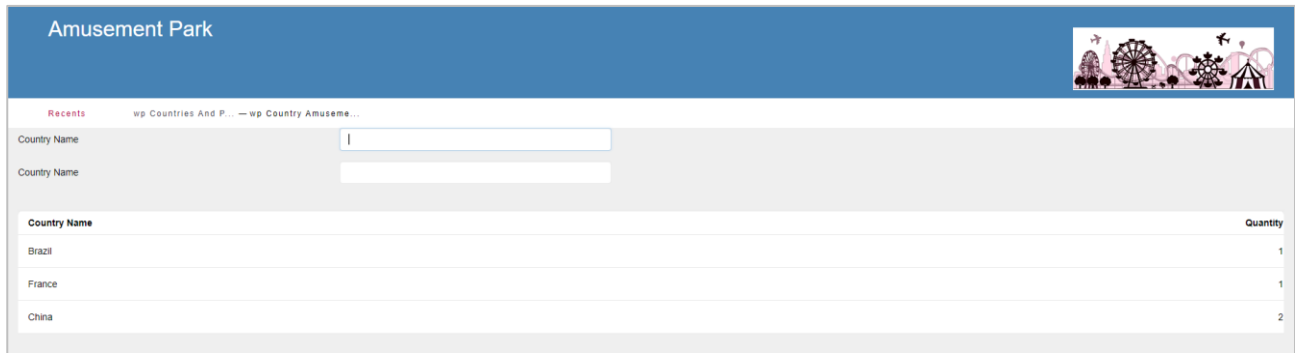 Amusement Park
Recents wp Countries And P... — wp Country Amuseme...
Country Name
Country Name
Country Name Quantity
Brazil 1
France 1
China 2